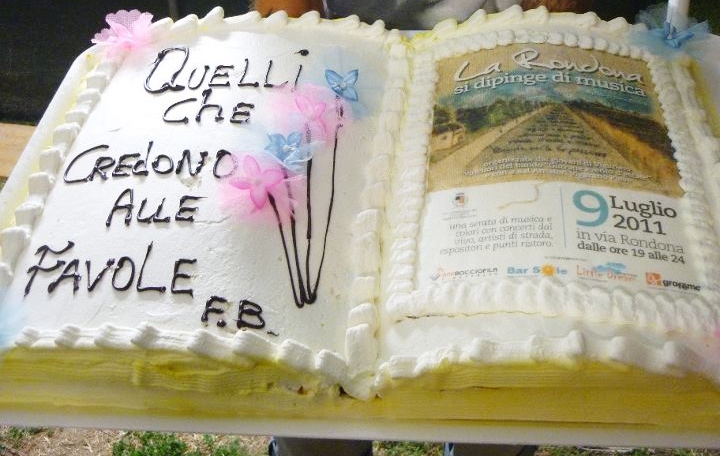 QUELLI
CHE
CREDONO
ALLE
FAVOLE
F.B.
La Rondona
si dipinge di musica
9 Luglio
2011
in via Rondona
dalle ore 19 alle 24
una serata di musica e
colori con concerti dal
vivo, artisti di strada,
espositori e punti ristoro.
Bar Sole